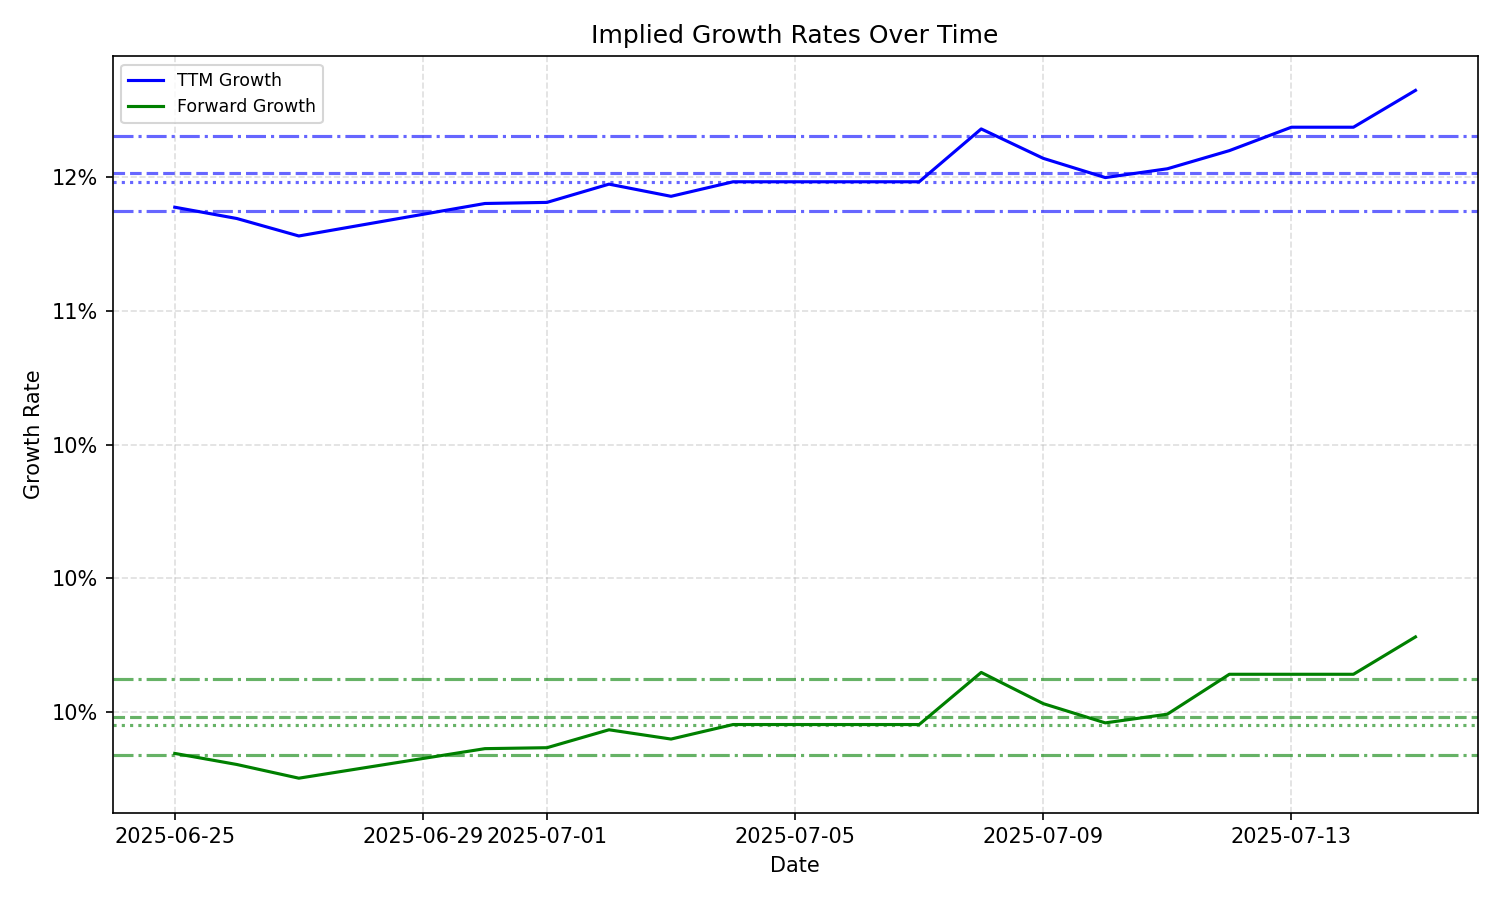 Implied Growth Rates Over Time
TTM Growth
Forward Growth
12%
11%
10%
10%
10%
Growth Rate
2025-06-25
2025-06-29
2025-07-01
2025-07-05
2025-07-09
2025-07-13
Date